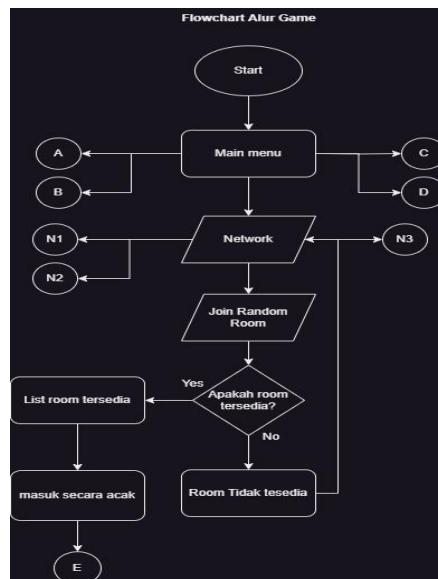 Flowchart Alur Game
Start
A
Main menu
C
B
D
N1
Network
N3
N2
Join Random
Room
Yes
Apakah room
tersedia?
List room tersedia
No
masuk secara acak
Room Tidak tesedia
E